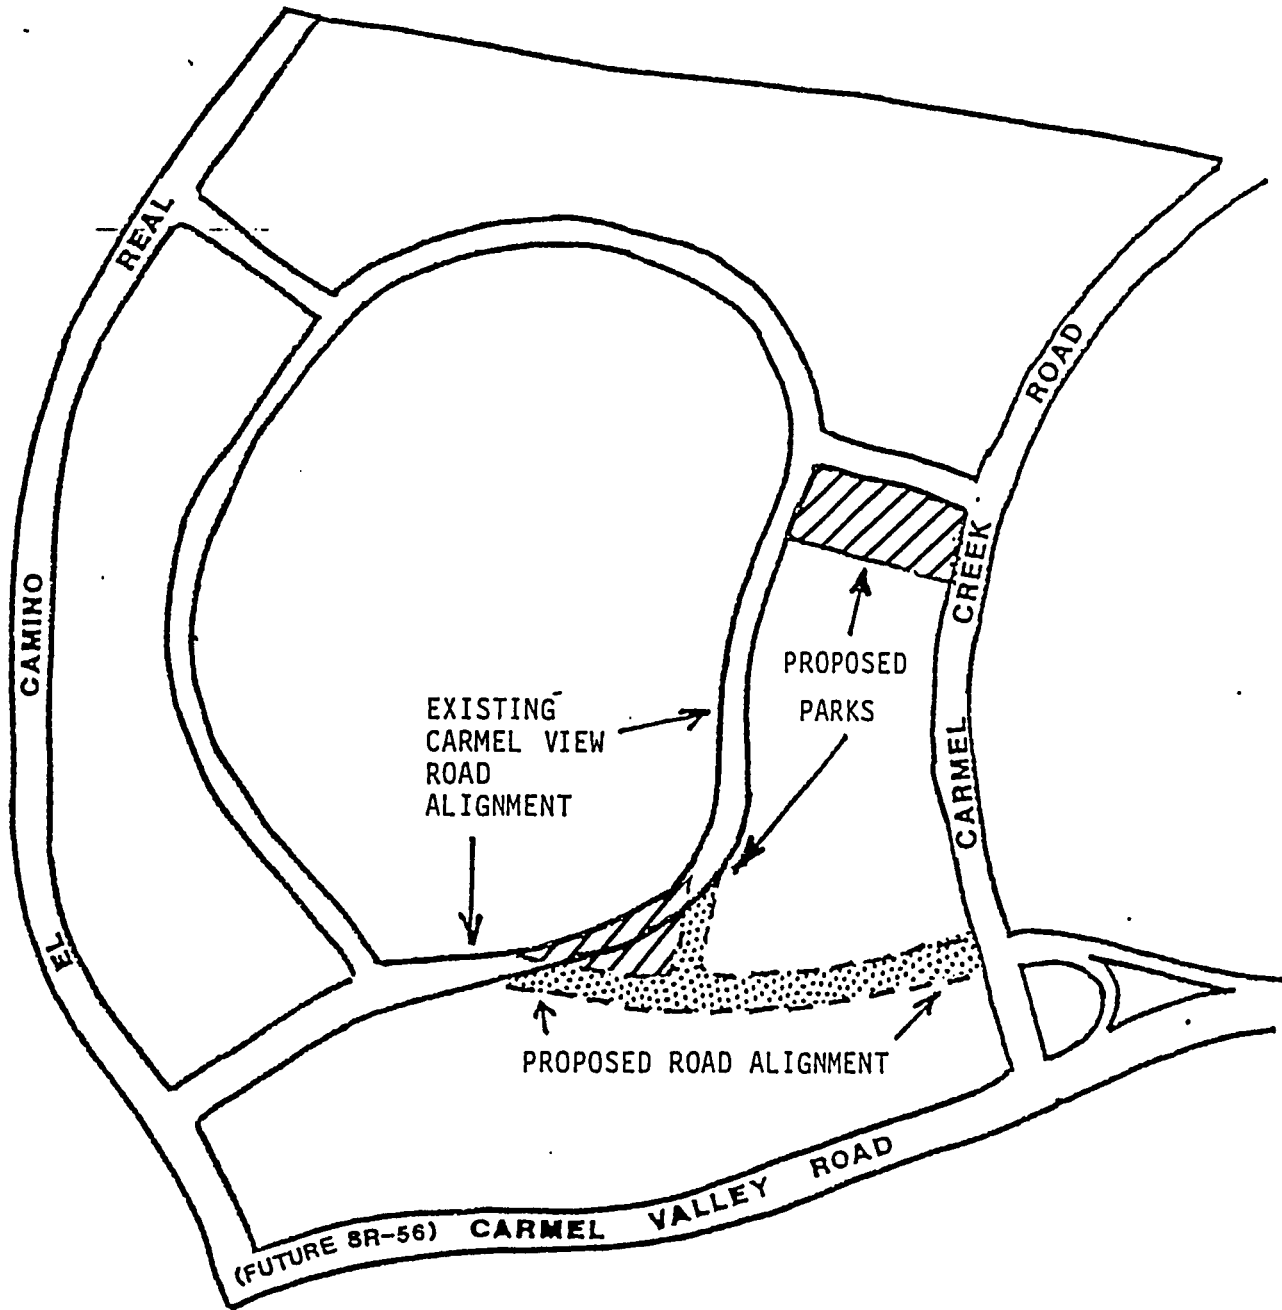 REAL
ROAD
CREEK
CAMINO
PROPOSED
PARKS
EXISTING
CARMEL VIEW
ROAD
ALIGNMENT
CARMEL
EL
PROPOSED ROAD ALIGNMENT
(FUTURE SR-56) CARMEL VALLEY ROAD